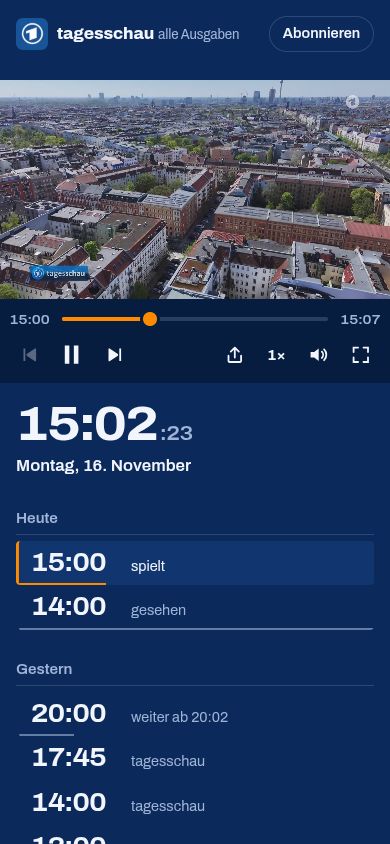 tagesschau alle Ausgaben Abonnieren
tagesschau
15:00 15:07
1×
15:02:23
Montag, 16. November
Heute
15:00 spielt
14:00 gesehen
Gestern
20:00 weiter ab 20:02
17:45 tagesschau
14:00 tagesschau